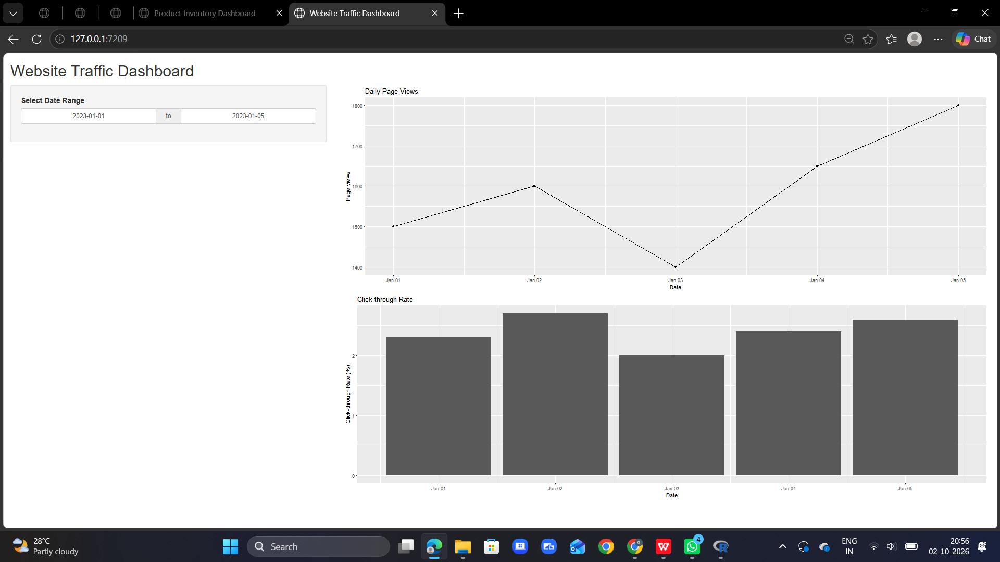 Product Inventory Dashboard
Website Traffic Dashboard
127.0.0.1:7209
Chat
Website Traffic Dashboard
Select Date Range
2023-01-01 to 2023-01-05
Daily Page Views
1800
1700
1600
1500
1400
Page Views
Jan 01 Jan 02 Jan 03 Jan 04 Jan 05
Date
Click-through Rate
2
1
0
Click-through Rate (%)
Jan 01 Jan 02 Jan 03 Jan 04 Jan 05
Date
28°C
Partly cloudy
Search
4
G
W
R
ENG
IN
20:56
02-10-2026